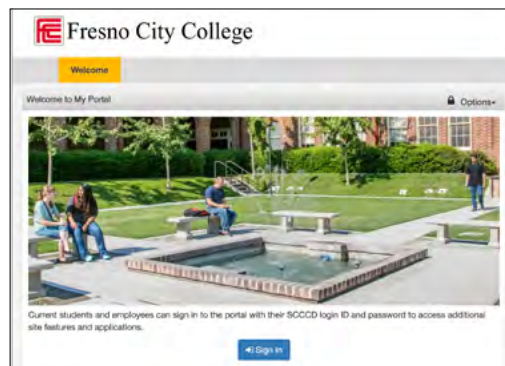 FCC Fresno City College
Welcome
Welcome to My Portal Options
Current students and employees can sign in to the portal with their SCCCD login ID and password to access additional
site features and applications.
Sign In